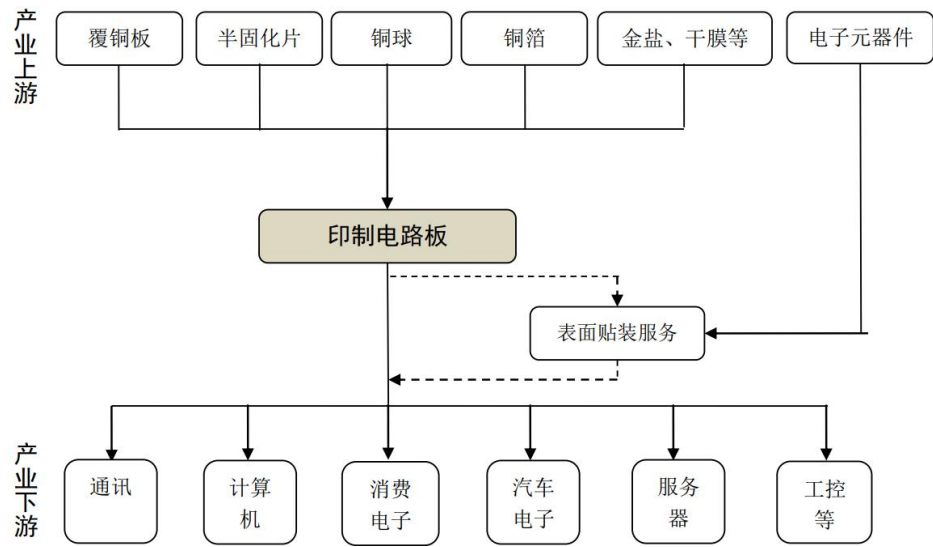 产业上游
覆铜板
半固化片
铜球
铜箔
金盐、干膜等
电子元器件
印制电路板
表面贴装服务
产业下游
通讯
计算
机
消费
电子
汽车
电子
服务
器
工控
等